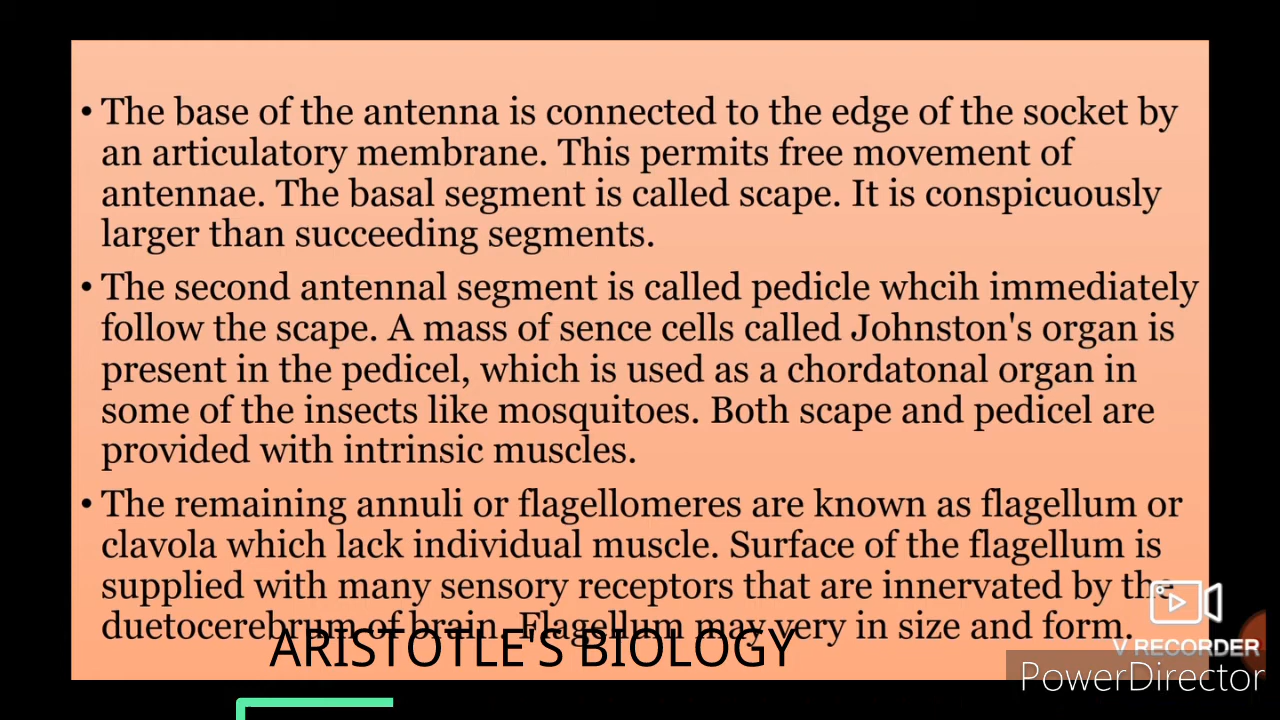 • The base of the antenna is connected to the edge of the socket by
an articulatory membrane. This permits free movement of
antennae. The basal segment is called scape. It is conspicuously
larger than succeeding segments.
• The second antennal segment is called pedicle whcih immediately
follow the scape. A mass of sence cells called Johnston's organ is
present in the pedicel, which is used as a chordatonal organ in
some of the insects like mosquitoes. Both scape and pedicel are
provided with intrinsic muscles.
• The remaining annuli or flagellomeres are known as flagellum or
clavola which lack individual muscle. Surface of the flagellum is
supplied with many sensory receptors that are innervated by the
duetocerebrum of brain. Flagellum may very in size and form.
ARISTOTLE'S BIOLOGY
V RECORDER
PowerDirector